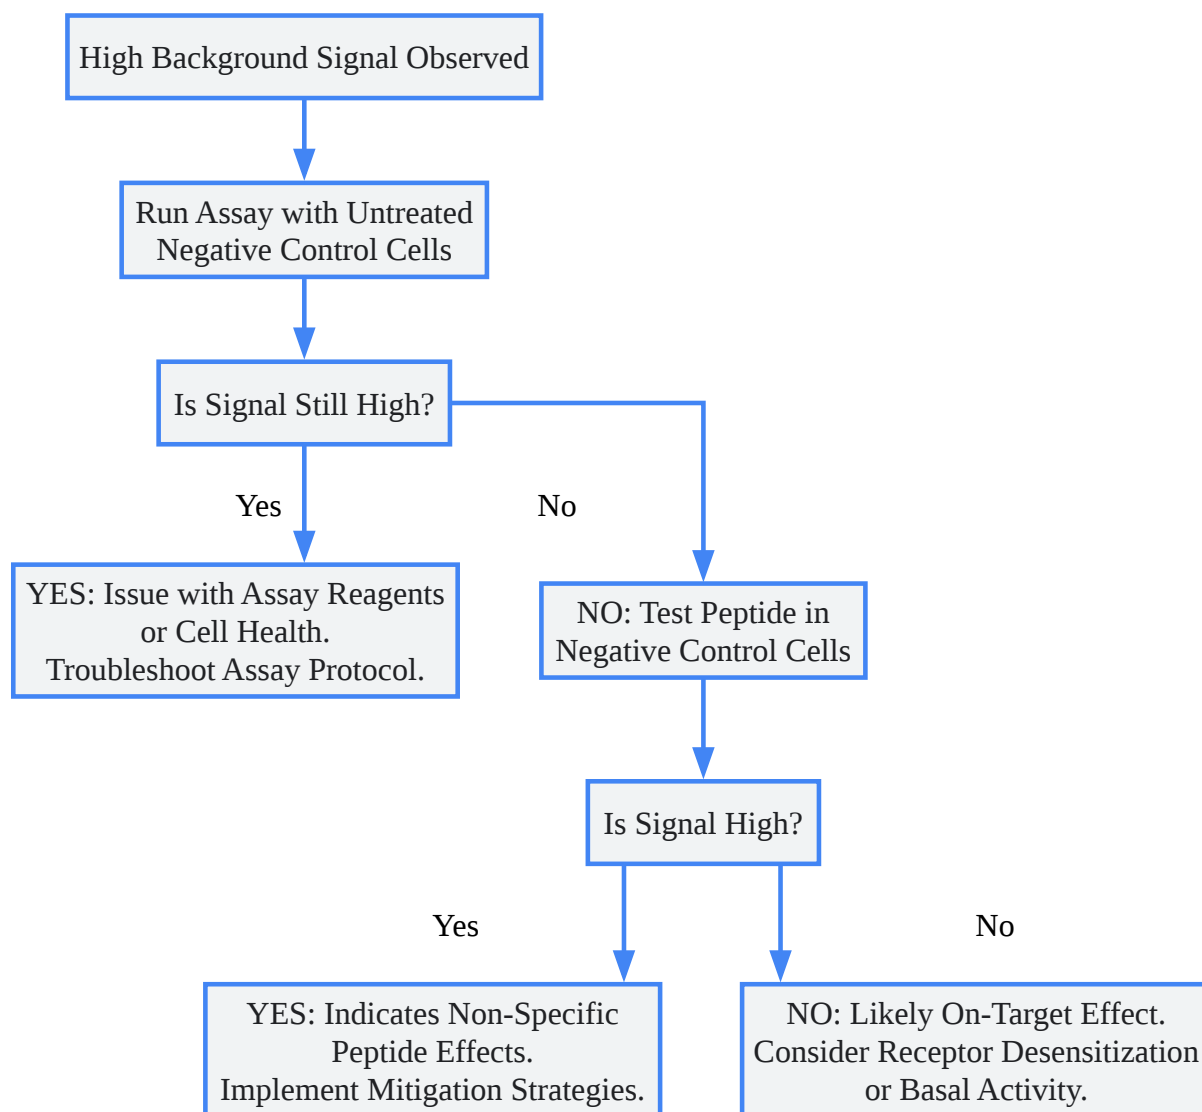 High Background Signal Observed
Run Assay with Untreated
Negative Control Cells
Is Signal Still High?
Yes
No
YES: Issue with Assay Reagents
or Cell Health.
Troubleshoot Assay Protocol.
NO: Test Peptide in
Negative Control Cells
Is Signal High?
Yes
No
YES: Indicates Non-Specific
Peptide Effects.
Implement Mitigation Strategies.
NO: Likely On-Target Effect.
Consider Receptor Desensitization
or Basal Activity.